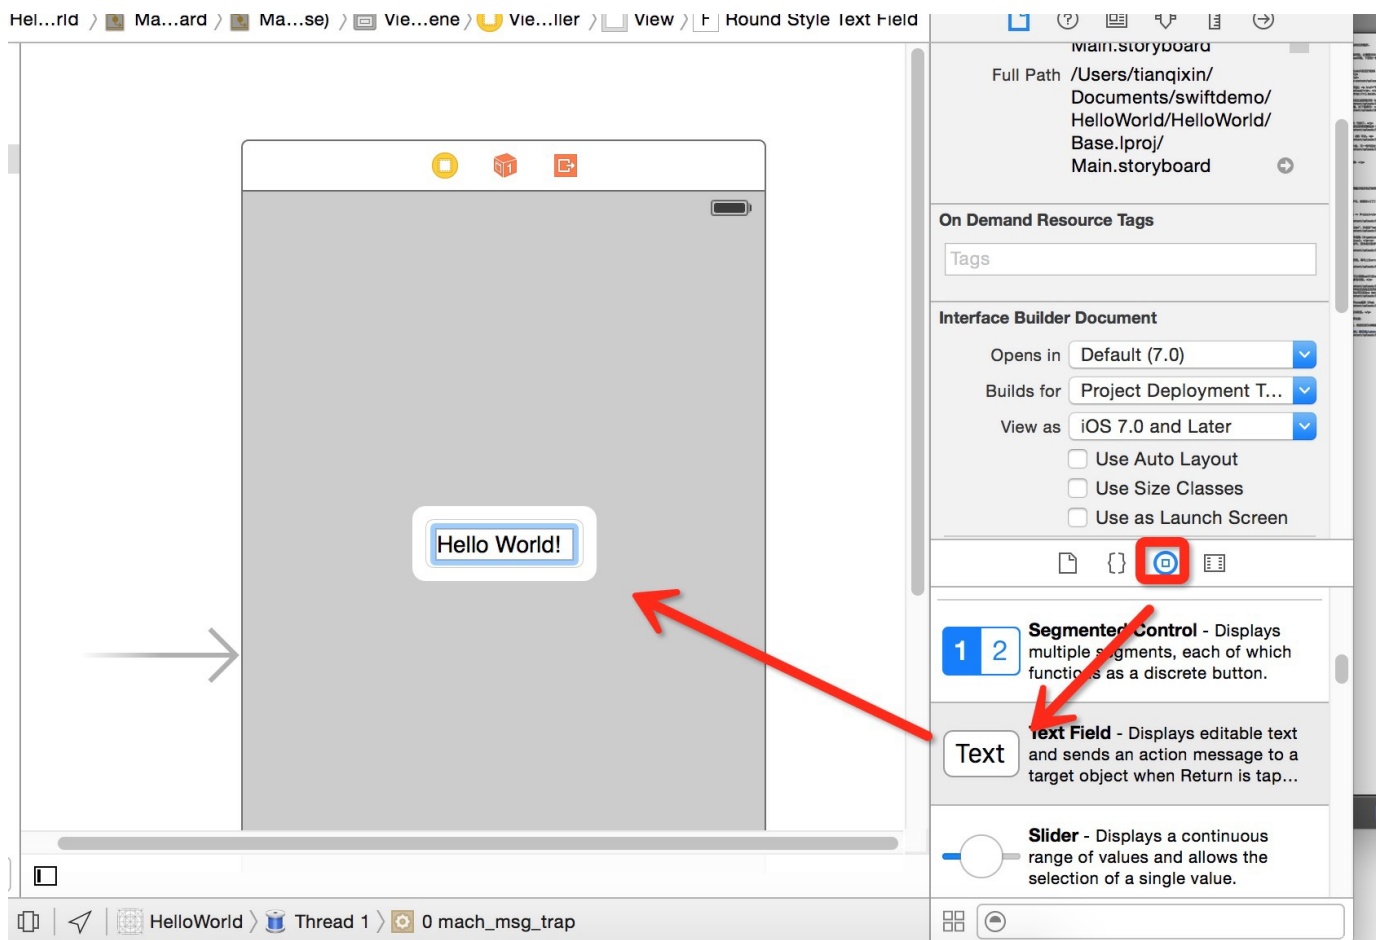 Hel...rld 〉 Ma...ard 〉 Ma...se) 〉 Vie...ene 〉 Vie...ller 〉 View 〉 F Round Style Text Field
Main.storyboard
Full Path /Users/tianqixin/
Documents/swiftdemo/
HelloWorld/HelloWorld/
Base.lproj/
Main.storyboard
On Demand Resource Tags
Tags
Interface Builder Document
Opens in Default (7.0)
Builds for Project Deployment T...
View as iOS 7.0 and Later
Use Auto Layout
Use Size Classes
Use as Launch Screen
Hello World!
{}
1 2
Segmented Control - Displays
multiple segments, each of which
functions as a discrete button.
Text
Text Field - Displays editable text
and sends an action message to a
target object when Return is tap...
Slider - Displays a continuous
range of values and allows the
selection of a single value.
HelloWorld 〉 Thread 1 〉 0 mach_msg_trap